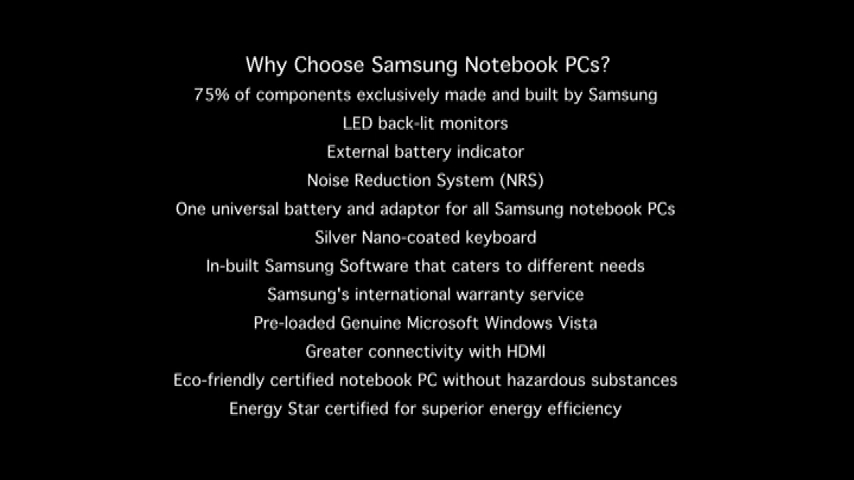 Why Choose Samsung Notebook PCs?
75% of components exclusively made and built by Samsung
LED back-lit monitors
External battery indicator
Noise Reduction System (NRS)
One universal battery and adaptor for all Samsung notebook PCs
Silver Nano-coated keyboard
In-built Samsung Software that caters to different needs
Samsung's international warranty service
Pre-loaded Genuine Microsoft Windows Vista
Greater connectivity with HDMI
Eco-friendly certified notebook PC without hazardous substances
Energy Star certified for superior energy efficiency